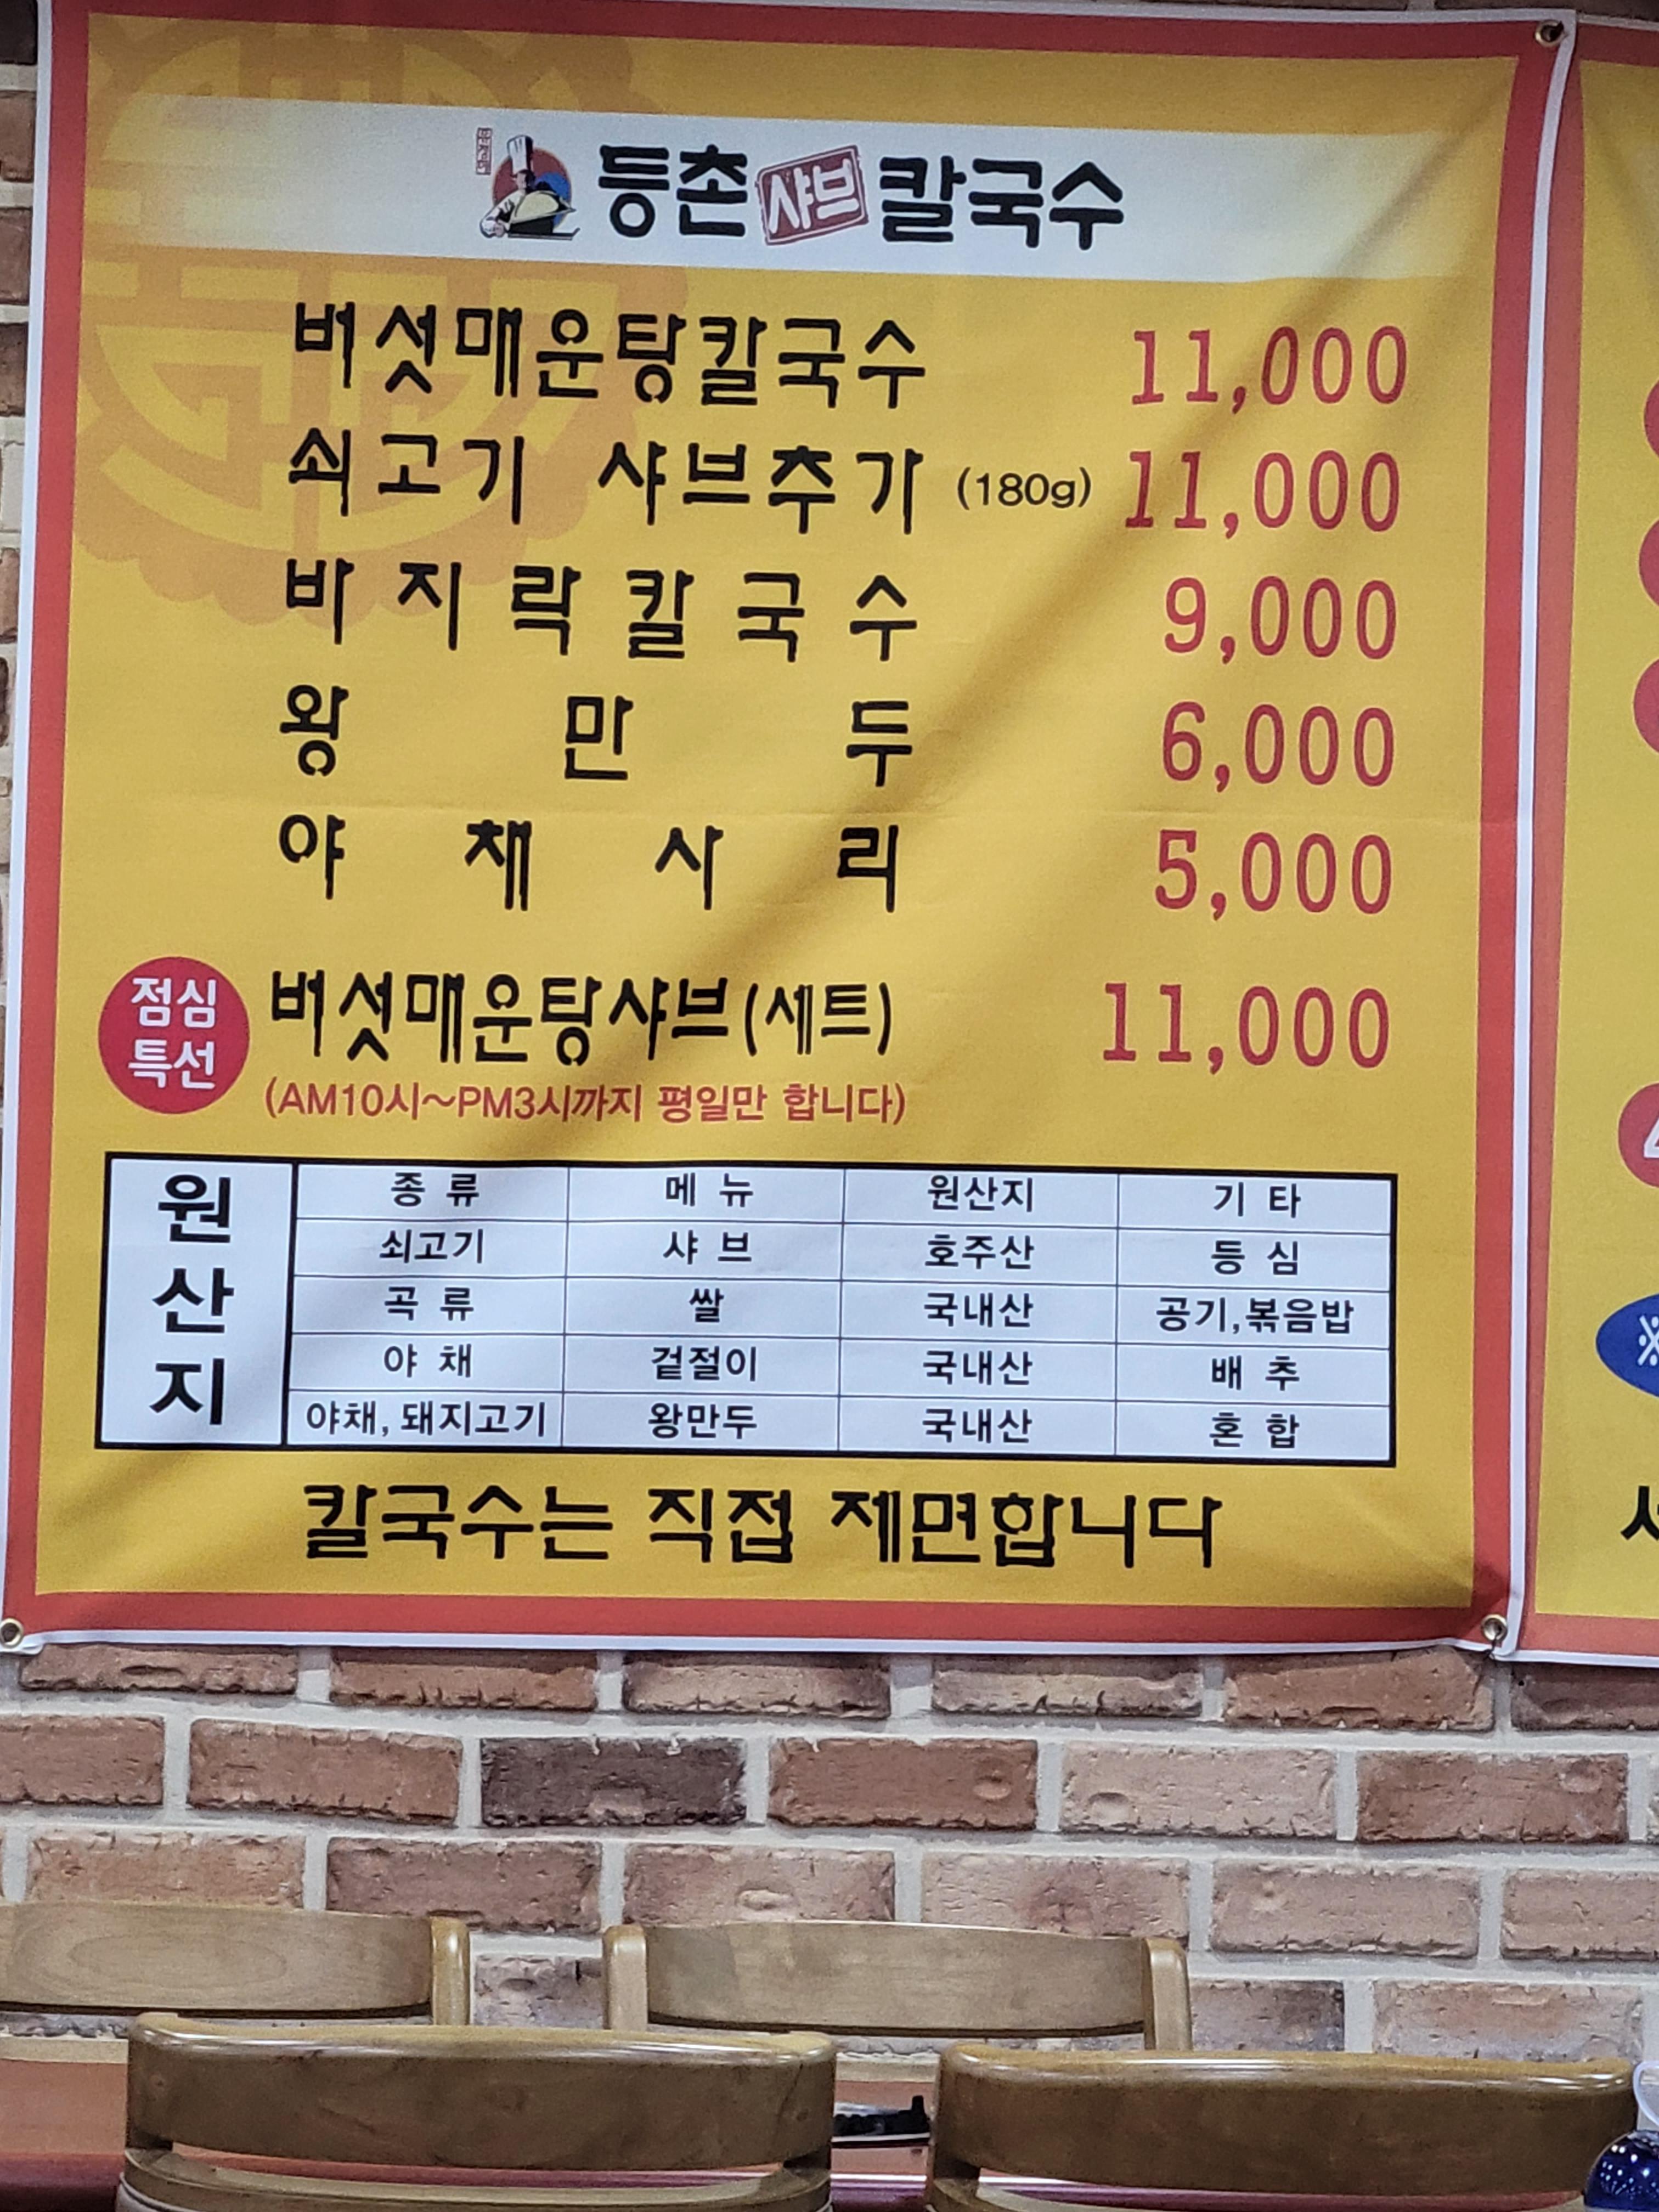 등촌 샤브 칼국수
버섯매운탕칼국수 11,000
쇠고기 샤브추가 (180g) 11,000
바지락칼국수 9,000
왕만두 6,000
야채사리 5,000
점심
특선
버섯매운탕샤브(세트) 11,000
(AM10시~PM3시까지 평일만 합니다)
원산지
종류 메뉴 원산지 기타
쇠고기 샤브 호주산 등심
곡류 쌀 국내산 공기,볶음밥
야채 겉절이 국내산 배추
야채, 돼지고기 왕만두 국내산 혼합
칼국수는 직접 제면합니다
※